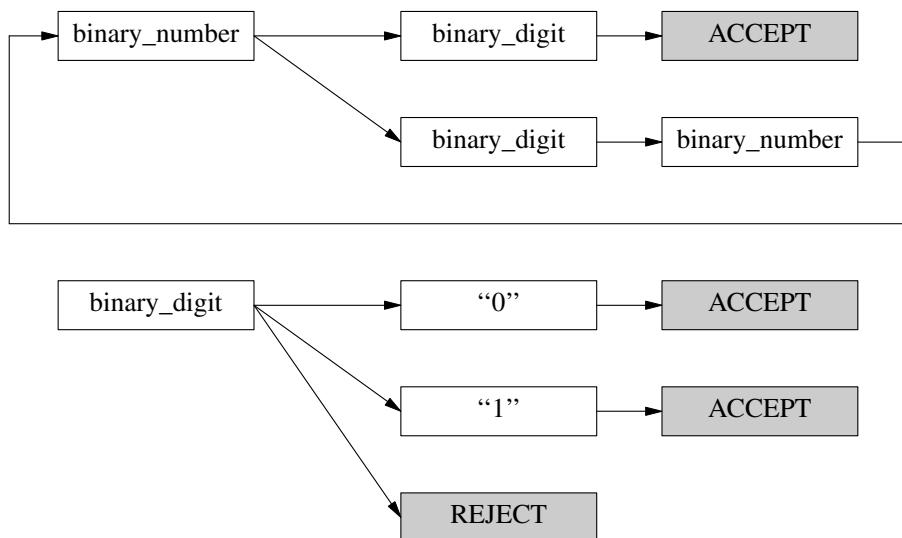 binary_number binary_digit ACCEPT
binary_digit binary_number
binary_digit “0” ACCEPT
“1” ACCEPT
REJECT